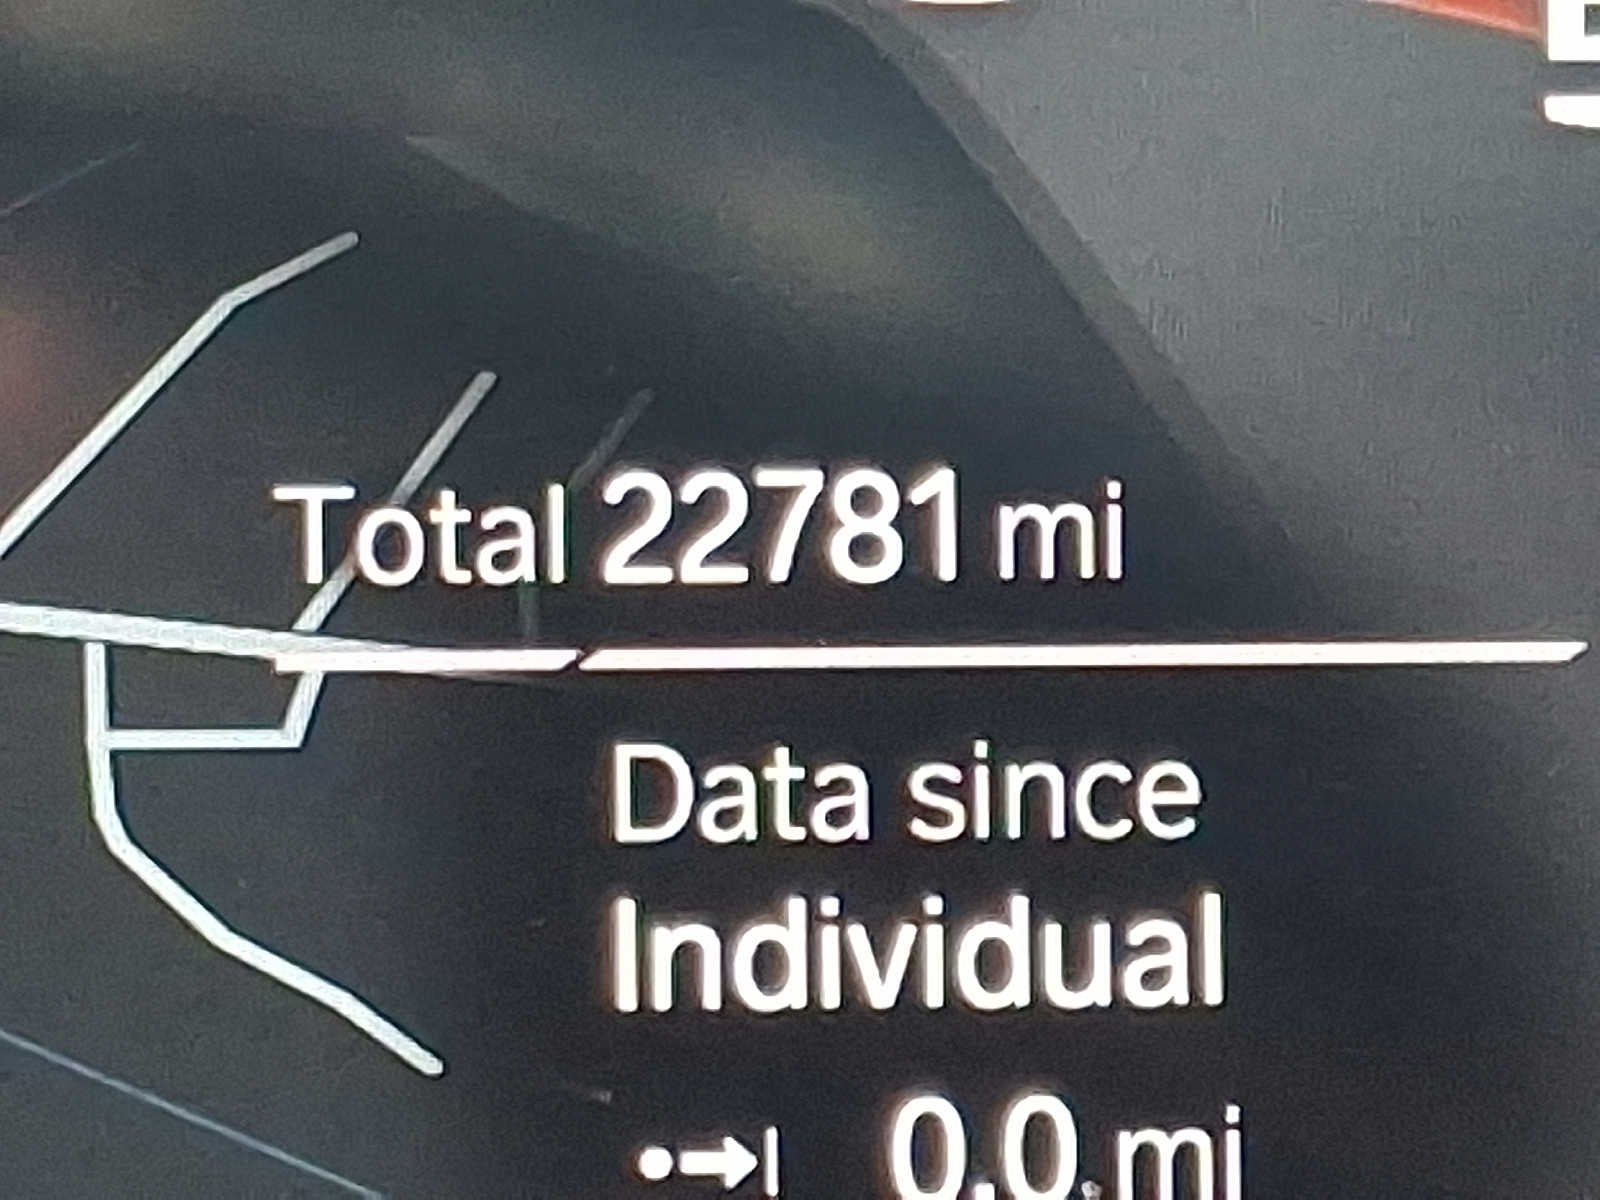 Total 22781 mi
Data since
Individual
0.0 mi